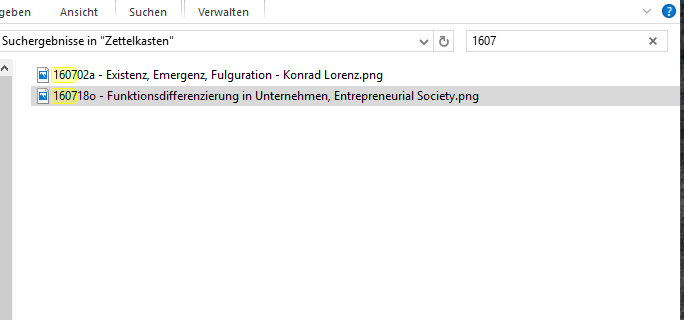 geben Ansicht Suchen Verwalten
Suchergebnisse in "Zettelkasten" 1607
160702a - Existenz, Emergenz, Fulguration - Konrad Lorenz.png
160718o - Funktionsdifferenzierung in Unternehmen, Entrepreneurial Society.png